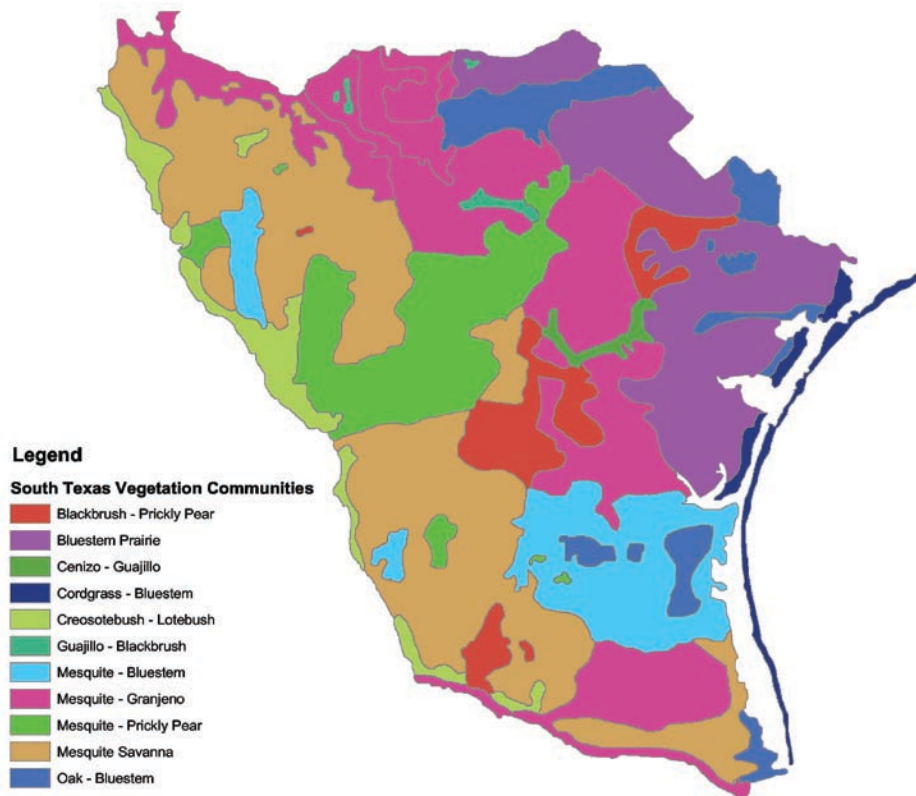 Legend
South Texas Vegetation Communities
Blackbrush - Prickly Pear
Bluestem Prairie
Cenizo - Guajillo
Cordgrass - Bluestem
Creosotebush - Lotebush
Guajillo - Blackbrush
Mesquite - Bluestem
Mesquite - Granjeno
Mesquite - Prickly Pear
Mesquite Savanna
Oak - Bluestem